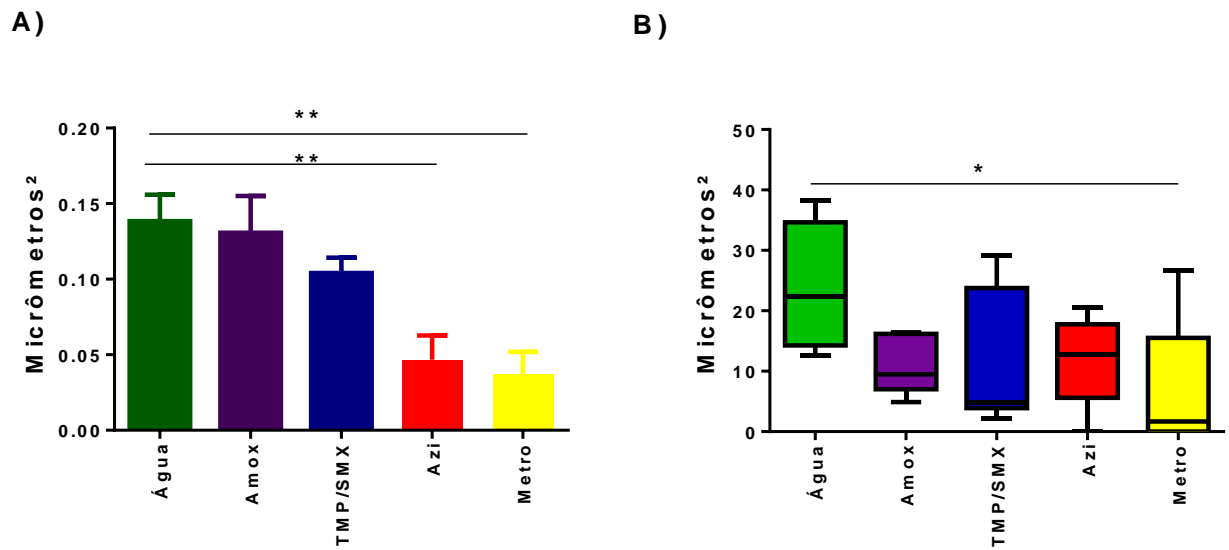 A)
**
**
0.20
0.15
0.10
0.05
0.00
Micrômetros²
Água
Amox
TMP/SMX
Azi
Metro
B)
*
50
40
30
20
10
0
Micrômetros²
Água
Amox
TMP/SMX
Azi
Metro